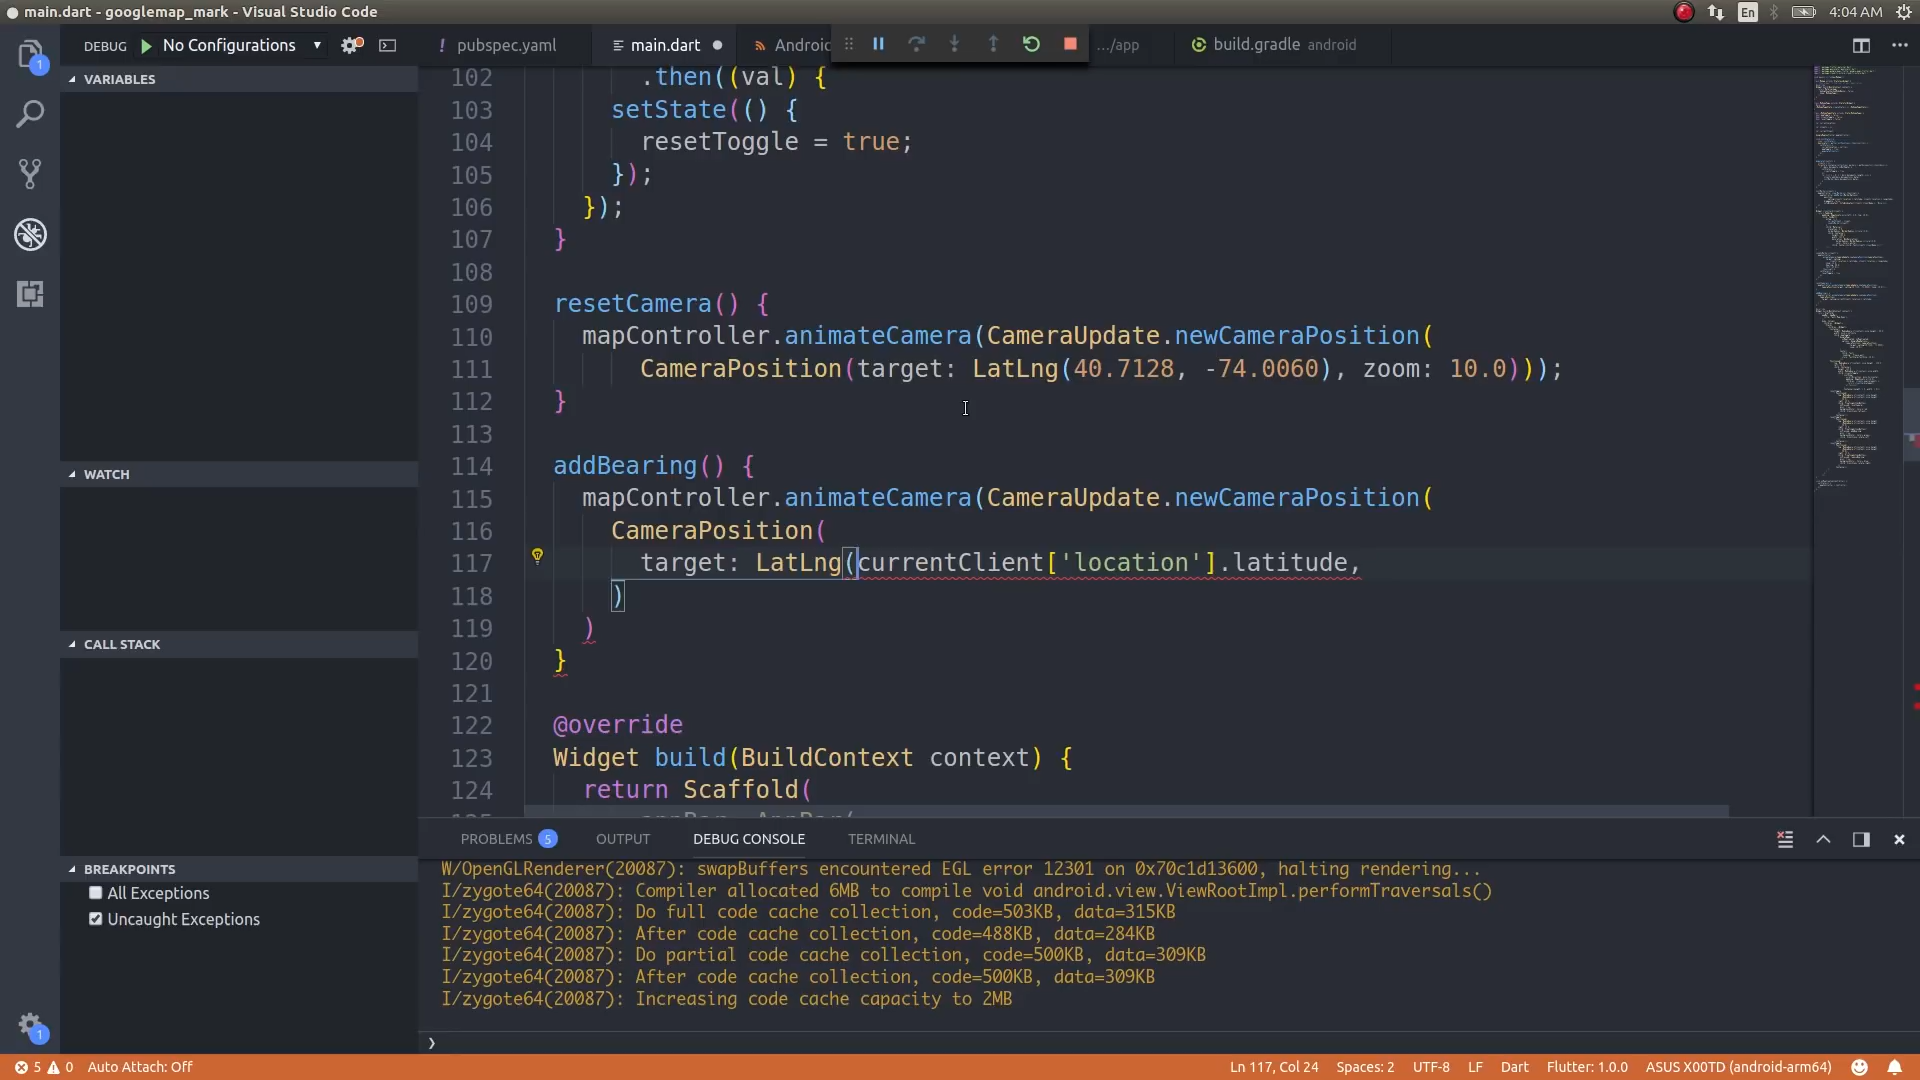 main.dart - googlemap_mark - Visual Studio Code
En
4:04 AM
1
DEBUG
No Configurations
pubspec.yaml
main.dart
Android
.../app
build.gradle android
VARIABLES
WATCH
CALL STACK
BREAKPOINTS
All Exceptions
Uncaught Exceptions
102 .then((val) {
103 setState(() {
104 resetToggle = true;
105 });
106 });
107 }
108
109 resetCamera() {
110 mapController.animateCamera(CameraUpdate.newCameraPosition(
111 CameraPosition(target: LatLng(40.7128, -74.0060), zoom: 10.0)));
112 }
113
114 addBearing() {
115 mapController.animateCamera(CameraUpdate.newCameraPosition(
116 CameraPosition(
117 target: LatLng(currentClient['location'].latitude,
118 )
119 )
120 }
121
122 @override
123 Widget build(BuildContext context) {
124 return Scaffold(
PROBLEMS 5
OUTPUT
DEBUG CONSOLE
TERMINAL
W/OpenGLRenderer(20087): swapBuffers encountered EGL error 12301 on 0x70c1d13600, halting rendering...
I/zygote64(20087): Compiler allocated 6MB to compile void android.view.ViewRootImpl.performTraversals()
I/zygote64(20087): Do full code cache collection, code=503KB, data=315KB
I/zygote64(20087): After code cache collection, code=488KB, data=284KB
I/zygote64(20087): Do partial code cache collection, code=500KB, data=309KB
I/zygote64(20087): After code cache collection, code=500KB, data=309KB
I/zygote64(20087): Increasing code cache capacity to 2MB
1
5 0 Auto Attach: Off
Ln 117, Col 24
Spaces: 2
UTF-8
LF
Dart
Flutter: 1.0.0
ASUS X00TD (android-arm64)